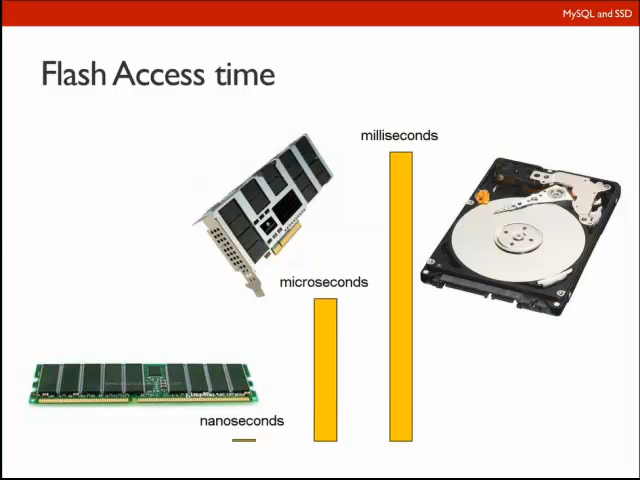 MySQL and SSD
Flash Access time
milliseconds
microseconds
nanoseconds